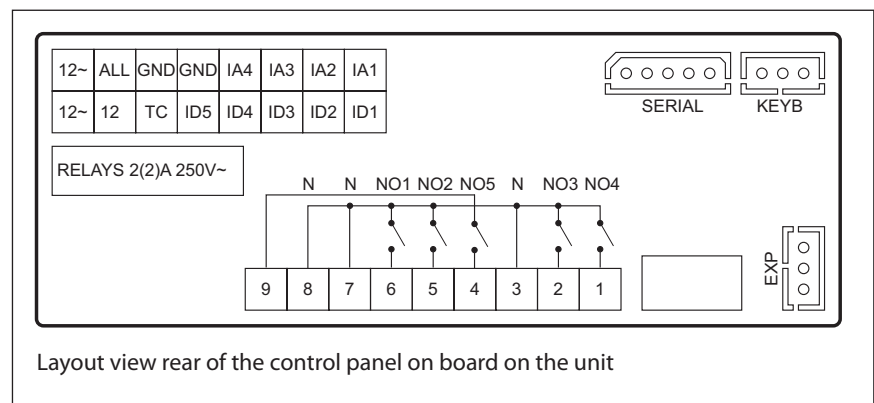 12~ ALL GND GND IA4 IA3 IA2 IA1
12~ 12 TC ID5 ID4 ID3 ID2 ID1
SERIAL KEYB
RELAYS 2(2)A 250V~
N N NO1 NO2 NO5 N NO3 NO4
EXP
9 8 7 6 5 4 3 2 1
Layout view rear of the control panel on board on the unit